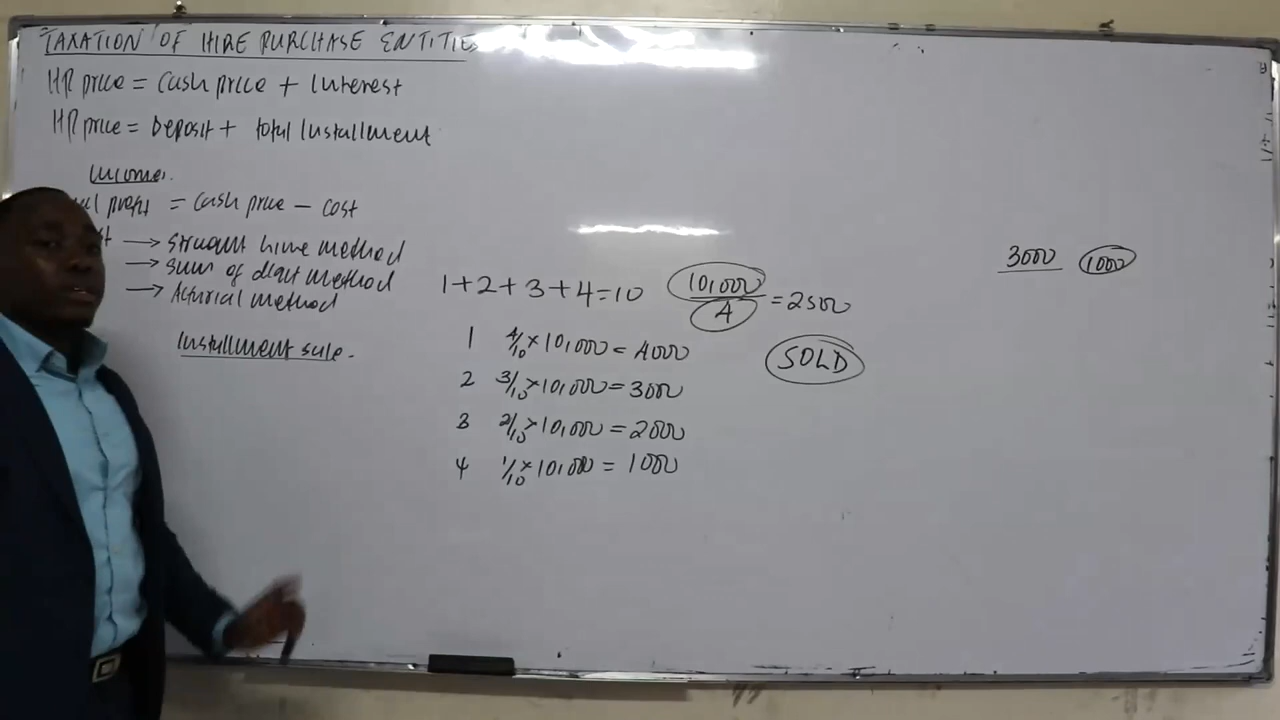 TAXATION OF HIRE PURCHASE ENTITIE
HP price = Cash price + Interest
HP price = Deposit + total Installment
Income.
profit = Cash price - cost
→ straight line method
→ sum of digit method
→ Acturial method
Installment sale.
1+2+3+4=10
10,000 / 4 = 2500
1 4/10 × 10,000 = 4000
2 3/10 × 10,000 = 3000
3 2/10 × 10,000 = 2000
4 1/10 × 10,000 = 1000
SOLD
3000 1000